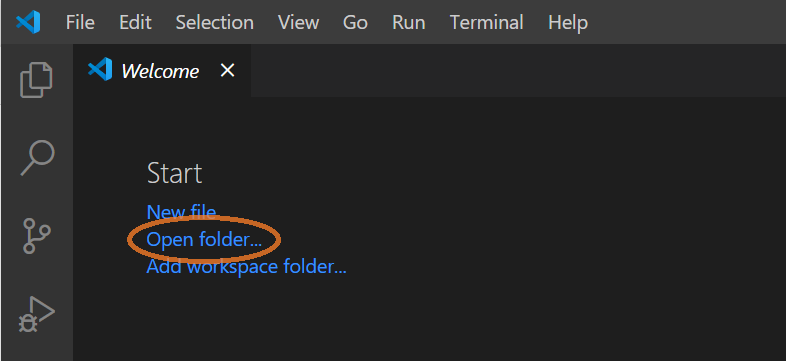 File Edit Selection View Go Run Terminal Help
Welcome
Start
New file
Open folder...
Add workspace folder...